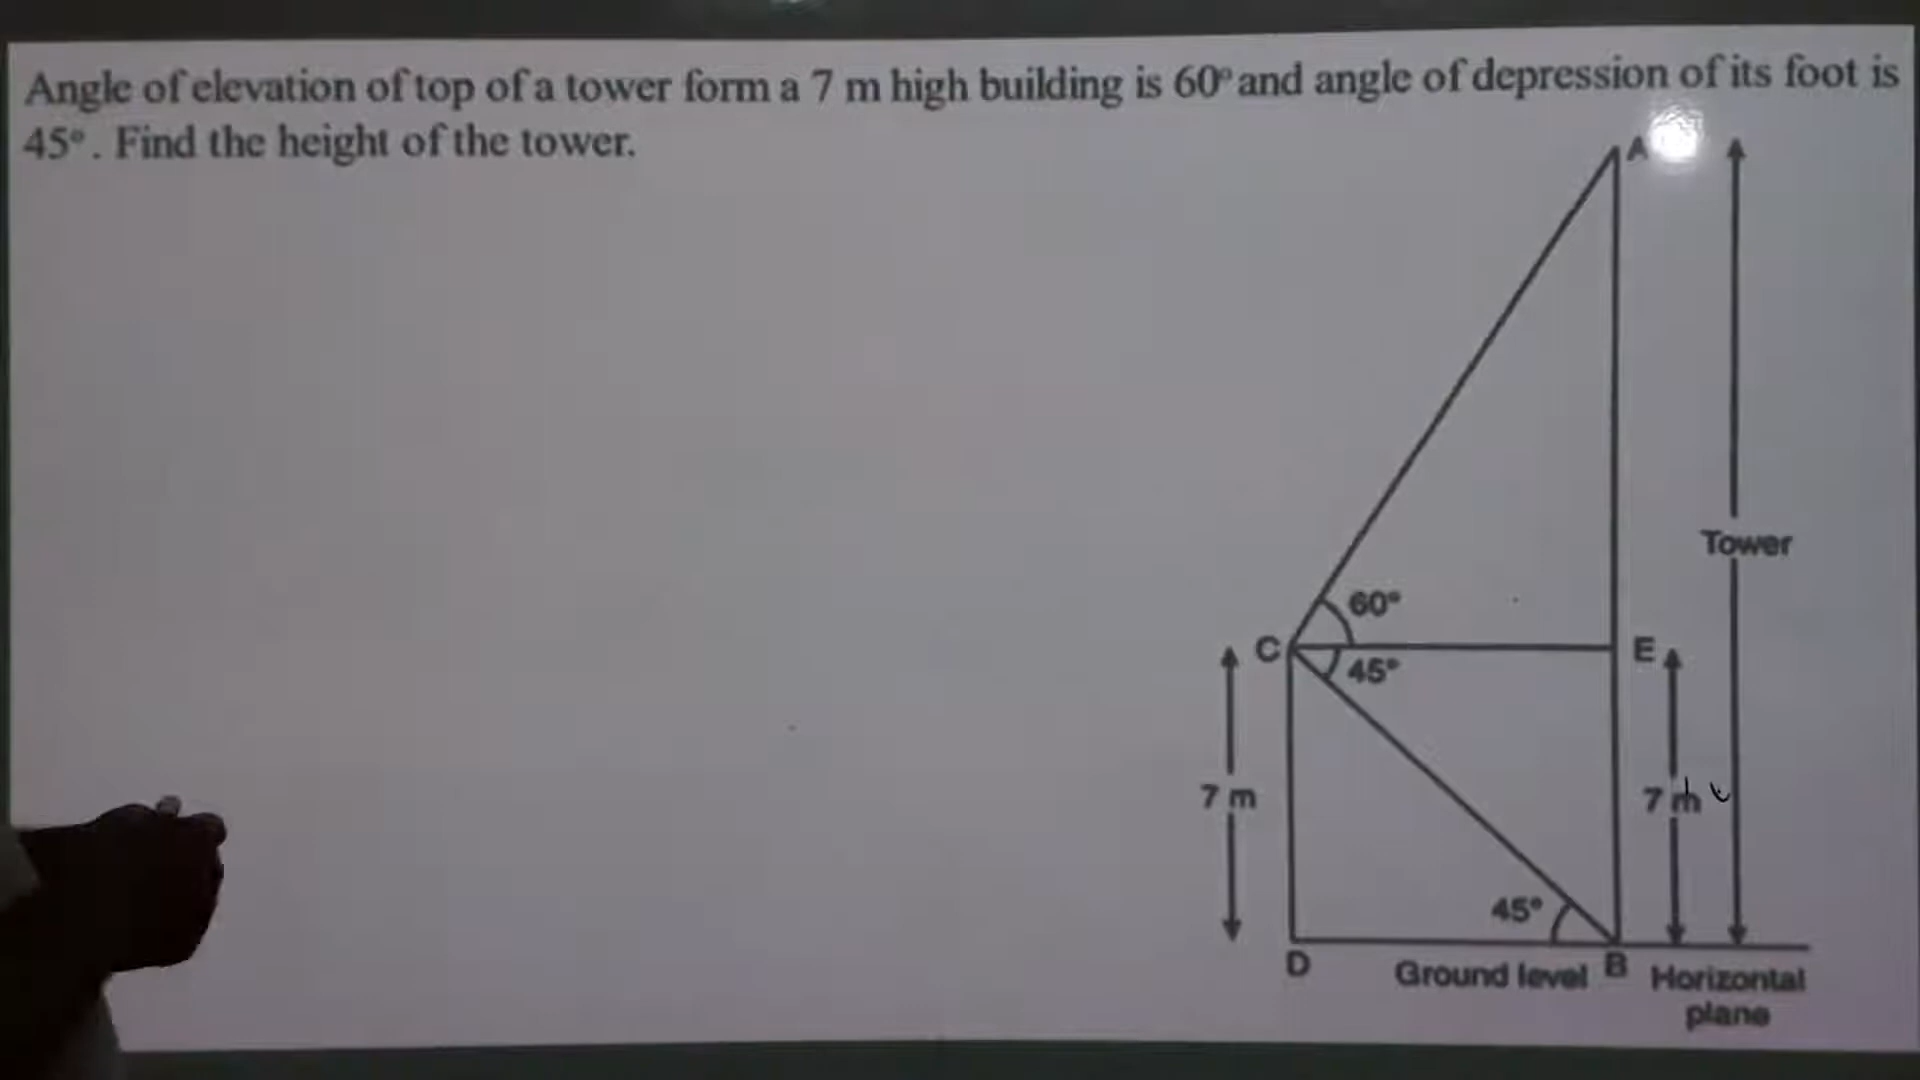 Angle of elevation of top of a tower form a 7 m high building is 60° and angle of depression of its foot is
45°. Find the height of the tower.
A
Tower
60°
C
E
45°
7 m
7 m
45°
D
Ground level
B
Horizontal
plane